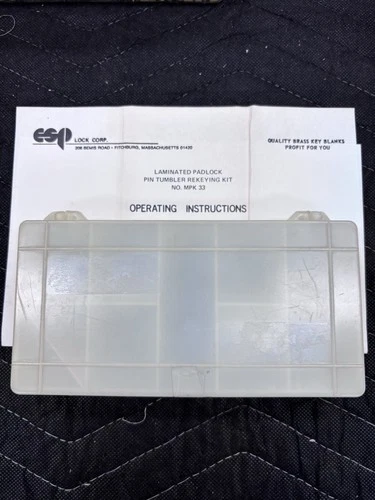 esp LOCK CORP.
QUALITY BRASS KEY BLANKS
PROFIT FOR YOU
LAMINATED PADLOCK
PIN TUMBLER REKEYING KIT
NO. MPK 33
OPERATING INSTRUCTIONS